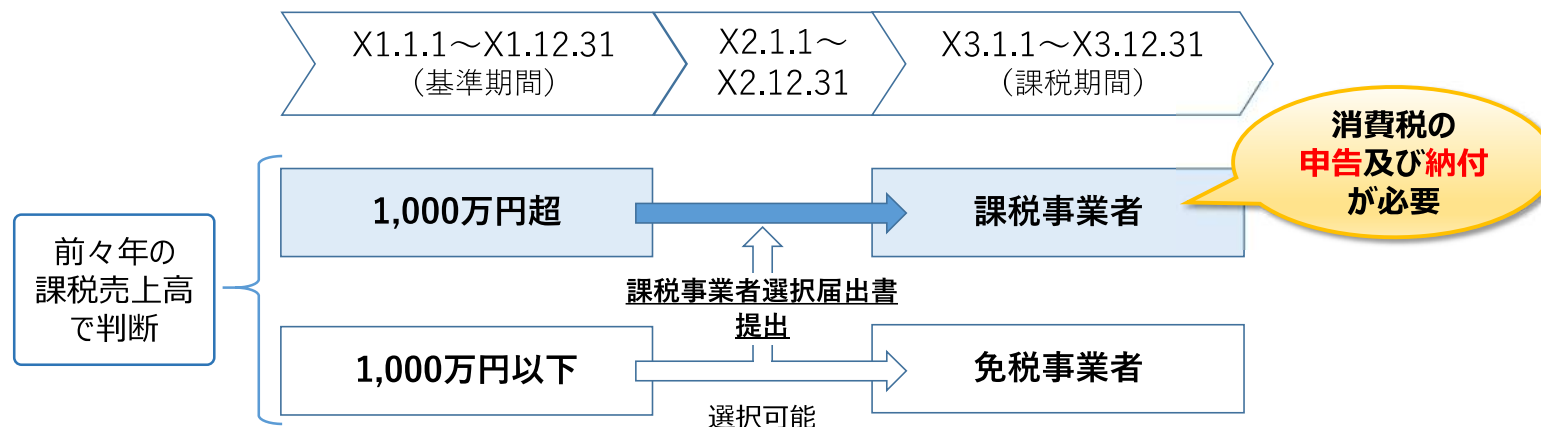 X1.1.1～X1.12.31
（基準期間）
X2.1.1～
X2.12.31
X3.1.1～X3.12.31
（課税期間）
消費税の
申告及び納付
が必要
前々年の
課税売上高
で判断
1,000万円超
課税事業者
課税事業者選択届出書
提出
1,000万円以下
免税事業者
選択可能